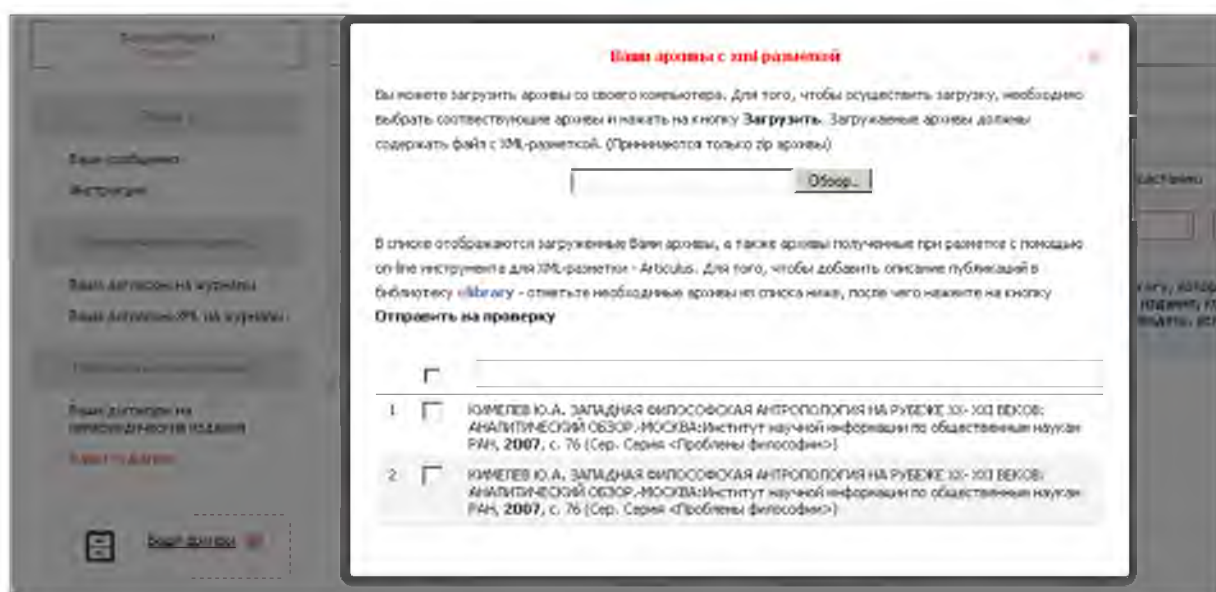 Ваши архивы с xml разметкой
Вы можете загрузить архивы со своего компьютера. Для того, чтобы осуществить загрузку, необходимо
выбрать соответствующие архивы и нажать на кнопку Загрузить. Загружаемые архивы должны
содержать файл с XML-разметкой. (Принимаются только zip архивы)
Обзор...
В списке отображаются загруженные Вами архивы, а также архивы полученные при разметке с помощью
on-line инструмента для XML-разметки - Articulus. Для того, чтобы добавить описание публикаций в
библиотеку elibrary - отметьте необходимые архивы из списка ниже, после чего нажмите на кнопку
Отправить на проверку
1 КИМЕЛЕВ Ю.А. ЗАПАДНАЯ ФИЛОСОФСКАЯ АНТРОПОЛОГИЯ НА РУБЕЖЕ XX- XXI ВЕКОВ:
АНАЛИТИЧЕСКИЙ ОБЗОР.-МОСКВА:Институт научной информации по общественным наукам
РАН, 2007, с. 76 (Сер. Серия <Проблемы философии>)
2 КИМЕЛЕВ Ю.А. ЗАПАДНАЯ ФИЛОСОФСКАЯ АНТРОПОЛОГИЯ НА РУБЕЖЕ XX- XXI ВЕКОВ:
АНАЛИТИЧЕСКИЙ ОБЗОР.-МОСКВА:Институт научной информации по общественным наукам
РАН, 2007, с. 76 (Сер. Серия <Проблемы философии>)
Ваши сообщения
Инструкции
Ваши договоры на журналы
Ваши договоры XML на журналы
Ваши договоры на
непериодические издания
Ваши архивы